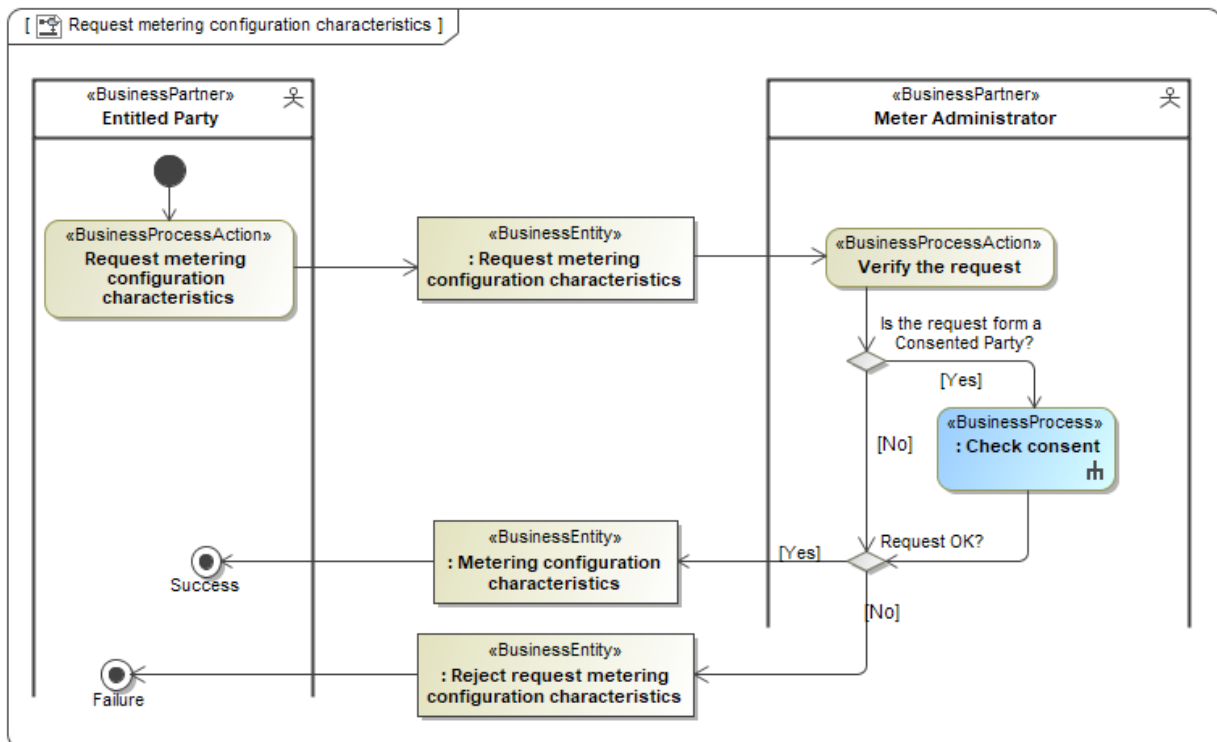 [ Request metering configuration characteristics ]
«BusinessPartner»
Entitled Party
«BusinessPartner»
Meter Administrator
«BusinessProcessAction»
Request metering
configuration
characteristics
«BusinessEntity»
: Request metering
configuration characteristics
«BusinessProcessAction»
Verify the request
Is the request form a
Consented Party?
[Yes]
«BusinessProcess»
: Check consent
[No]
Request OK?
[Yes]
«BusinessEntity»
: Metering configuration
characteristics
Success
[No]
«BusinessEntity»
: Reject request metering
configuration characteristics
Failure